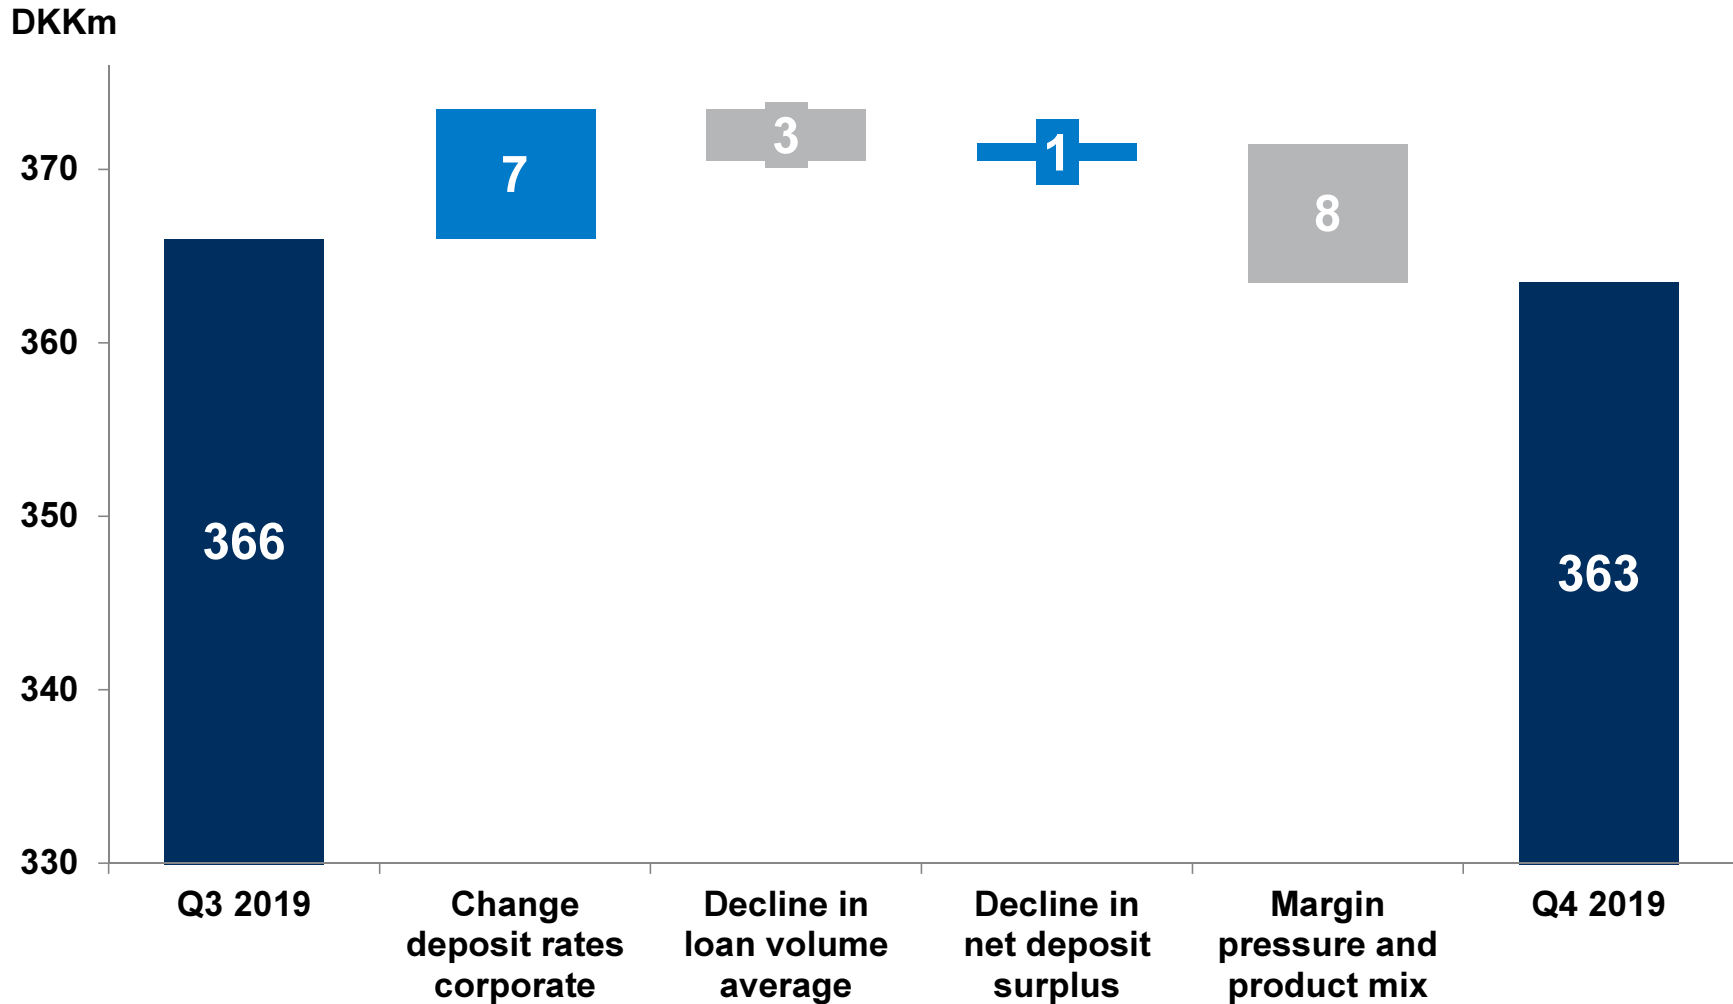 DKKm
370
360
350
340
330
366
7
3
1
8
363
Q3 2019
Change
deposit rates
corporate
Decline in
loan volume
average
Decline in
net deposit
surplus
Margin
pressure and
product mix
Q4 2019